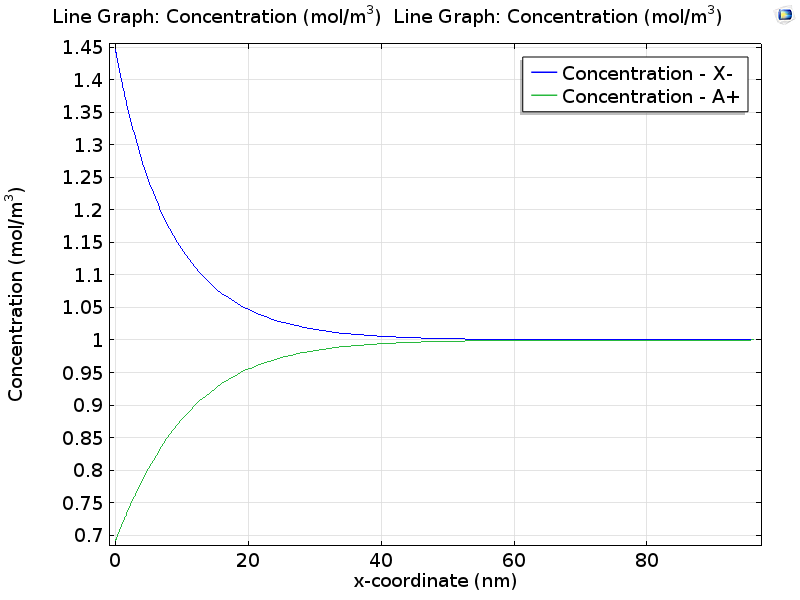 Line Graph: Concentration (mol/m³)  Line Graph: Concentration (mol/m³)
Concentration - X-
Concentration - A+
Concentration (mol/m³)
1.45
1.4
1.35
1.3
1.25
1.2
1.15
1.1
1.05
1
0.95
0.9
0.85
0.8
0.75
0.7
0 20 40 60 80
x-coordinate (nm)